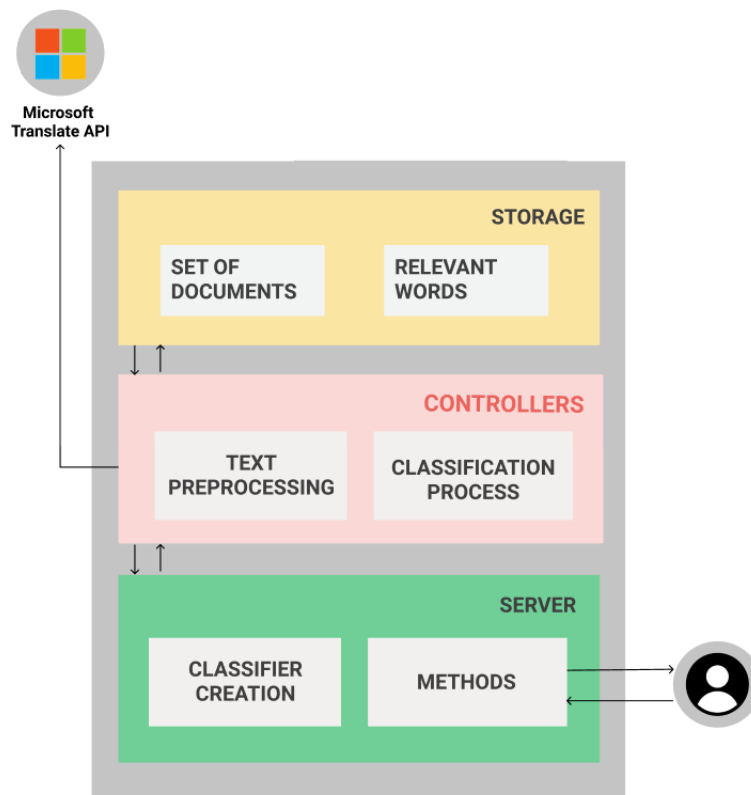 Microsoft
Translate API
STORAGE
SET OF
DOCUMENTS
RELEVANT
WORDS
CONTROLLERS
TEXT
PREPROCESSING
CLASSIFICATION
PROCESS
SERVER
CLASSIFIER
CREATION
METHODS